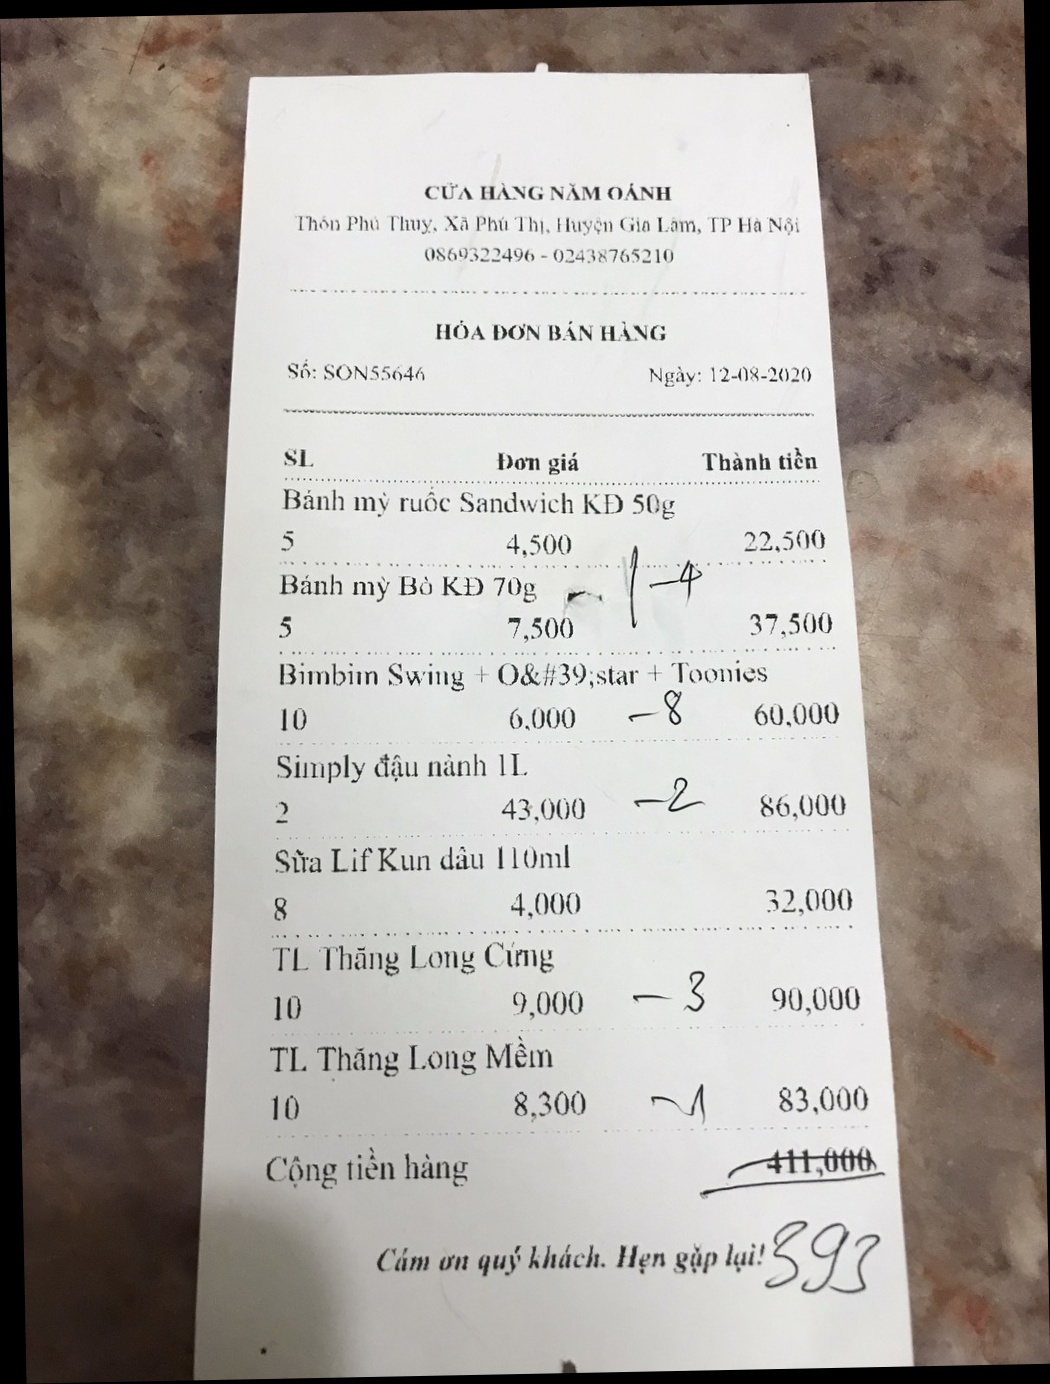 CỬA HÀNG NĂM OÁNH
Thôn Phú Thuỵ, Xã Phú Thị, Huyện Gia Lâm, TP Hà Nội
0869322496 - 02438765210
HÓA ĐƠN BÁN HÀNG
Số: SON55646 Ngày: 12-08-2020
SL Đơn giá Thành tiền
Bánh mỳ ruốc Sandwich KĐ 50g
5 4,500 22,500
Bánh mỳ Bò KĐ 70g – 4
5 7,500 37,500
Bimbim Swing + O&#39;star + Toonies
10 6,000 – 8 60,000
Simply đậu nành 1L
2 43,000 – 2 86,000
Sữa Lif Kun dâu 110ml
8 4,000 32,000
TL Thăng Long Cứng
10 9,000 – 3 90,000
TL Thăng Long Mềm
10 8,300 – 1 83,000
Cộng tiền hàng 411,000
Cám ơn quý khách. Hẹn gặp lại! 393